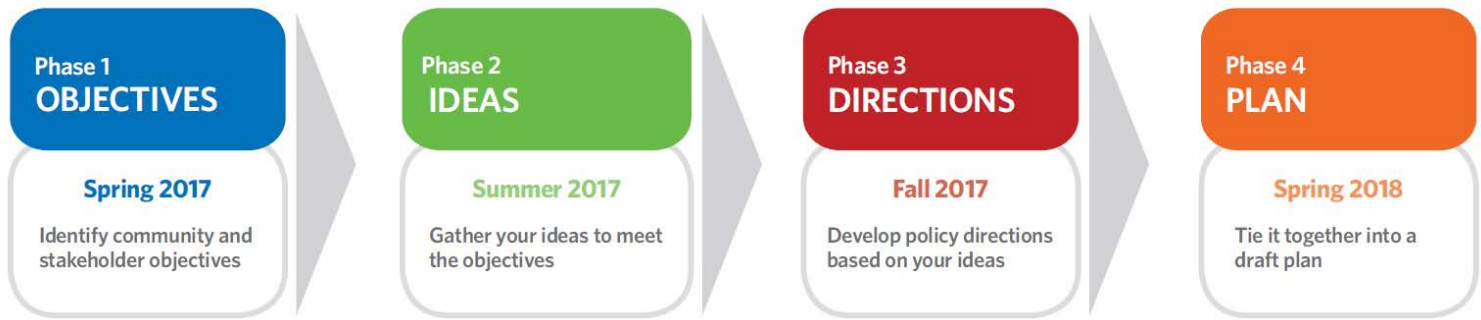 Phase 1
OBJECTIVES
Spring 2017
Identify community and
stakeholder objectives
Phase 2
IDEAS
Summer 2017
Gather your ideas to meet
the objectives
Phase 3
DIRECTIONS
Fall 2017
Develop policy directions
based on your ideas
Phase 4
PLAN
Spring 2018
Tie it together into a
draft plan